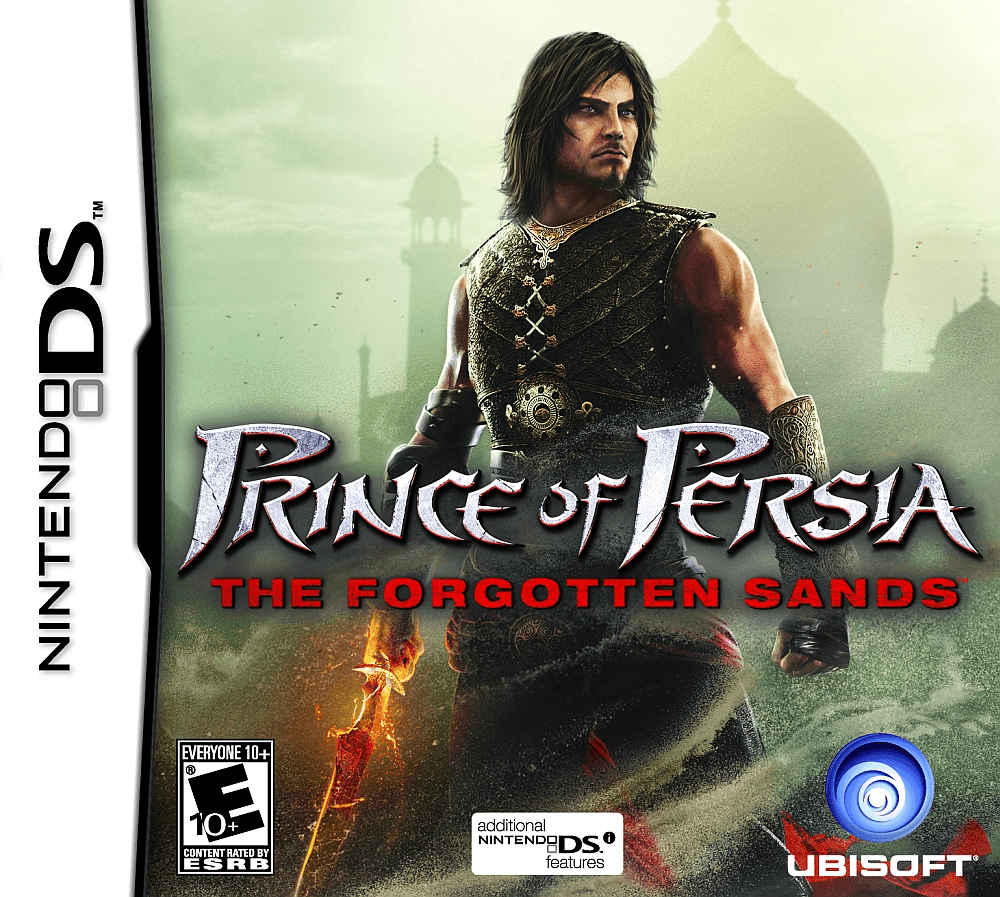 NINTENDO DS™
PRINCE OF PERSIA
THE FORGOTTEN SANDS™
EVERYONE 10+
®
E
10+
CONTENT RATED BY
ESRB
additional
NINTENDO DSi
features
UBISOFT®